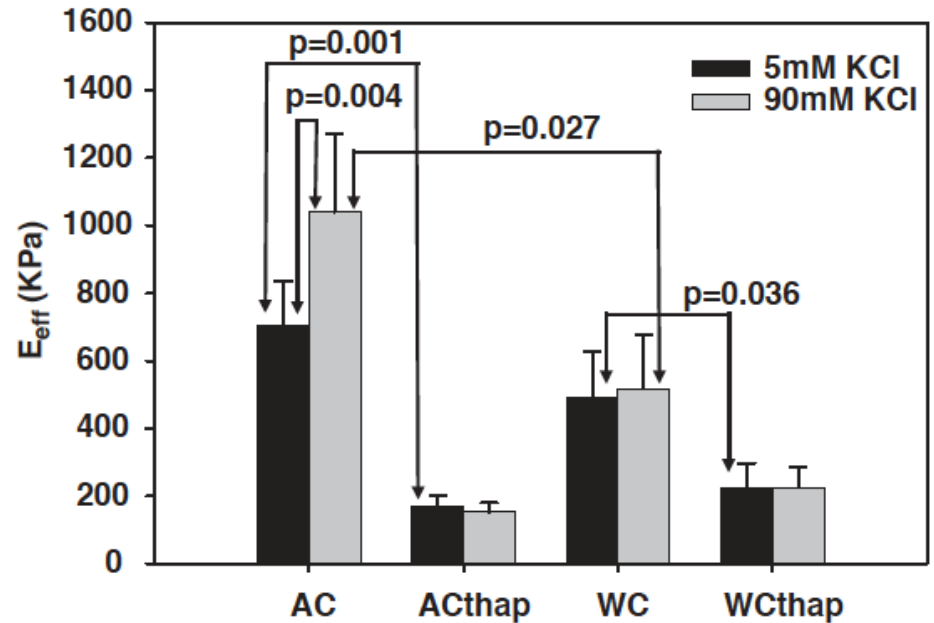 1600
1400
1200
1000
800
600
400
200
0
E_eff (KPa)
p=0.001
p=0.004
p=0.027
p=0.036
5mM KCl
90mM KCl
AC ACthap WC WCthap